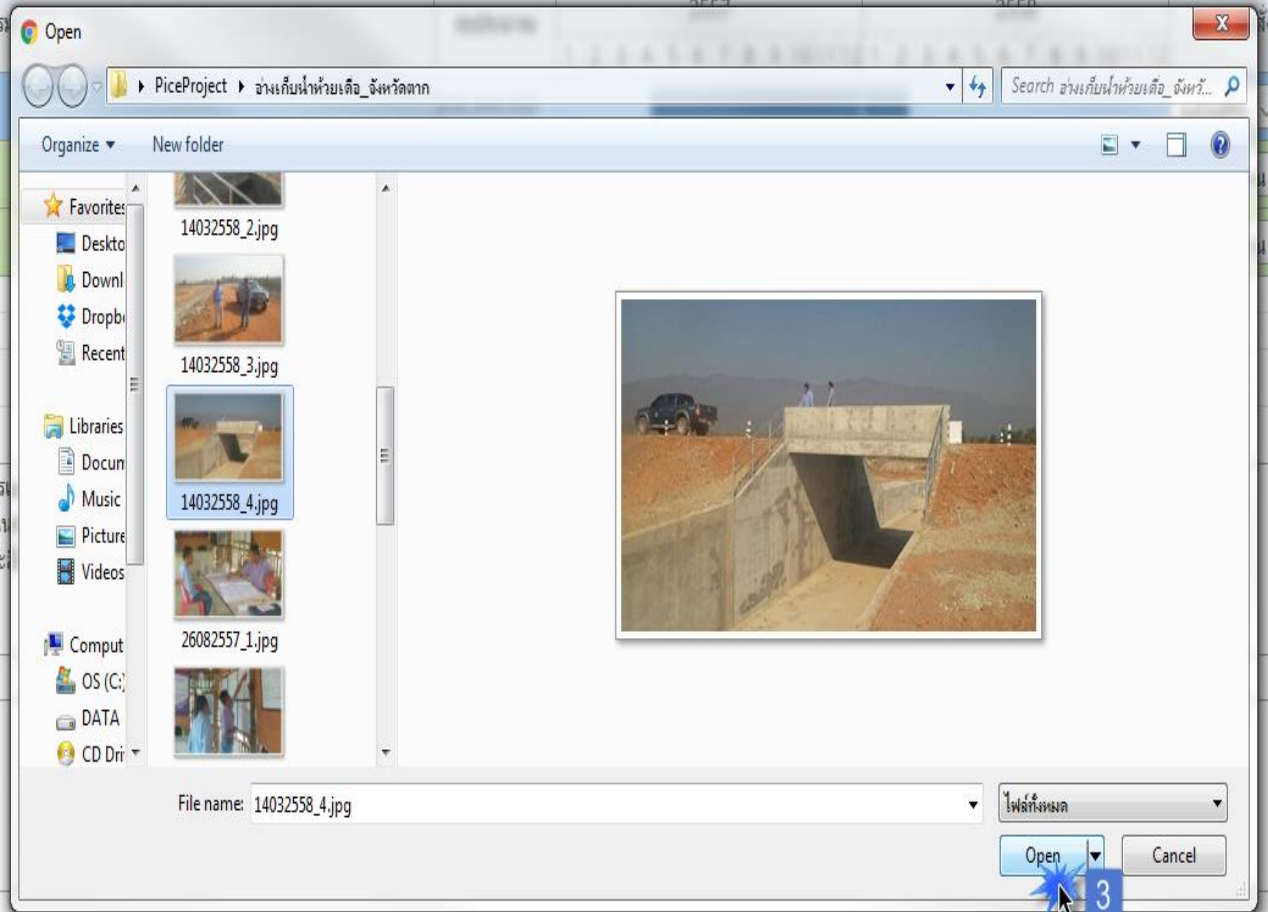 Open
X
PiceProject อ่างเก็บน้ำห้วยเดื่อ_จังหวัดตาก
Search อ่างเก็บน้ำห้วยเดื่อ_จังหวั...
Organize
New folder
Favorites
Deskto
Downl
Dropb
Recent
Libraries
Docum
Music
Picture
Videos
Comput
OS (C:)
DATA
CD Dri
14032558_2.jpg
14032558_3.jpg
14032558_4.jpg
26082557_1.jpg
File name: 14032558_4.jpg
ไฟล์ทั้งหมด
Open
Cancel
3